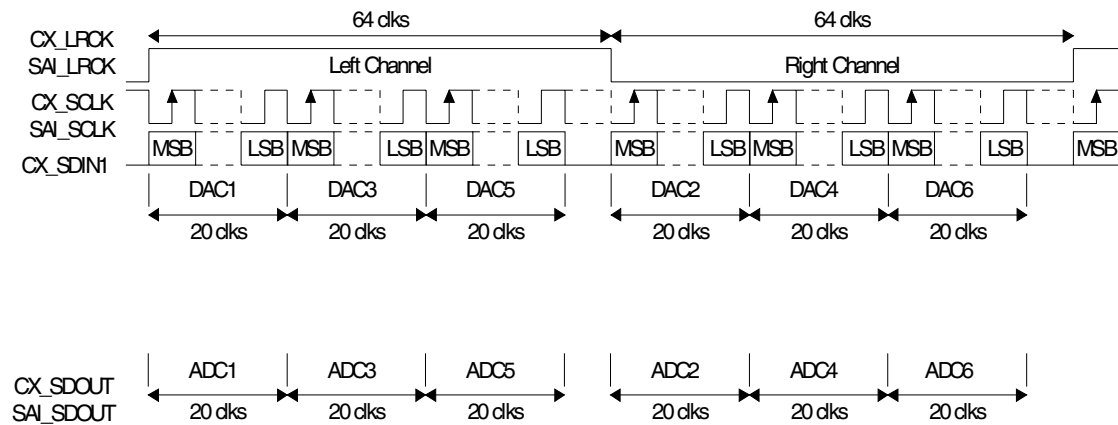 64 clks 64 clks
CX_LRCK
SAI_LRCK Left Channel Right Channel
CX_SCLK
SAI_SCLK
CX_SDIN1 MSB LSB MSB LSB MSB LSB MSB LSB MSB LSB MSB LSB MSB
DAC1 DAC3 DAC5 DAC2 DAC4 DAC6
20 clks 20 clks 20 clks 20 clks 20 clks 20 clks
ADC1 ADC3 ADC5 ADC2 ADC4 ADC6
CX_SDOUT
SAI_SDOUT 20 clks 20 clks 20 clks 20 clks 20 clks 20 clks